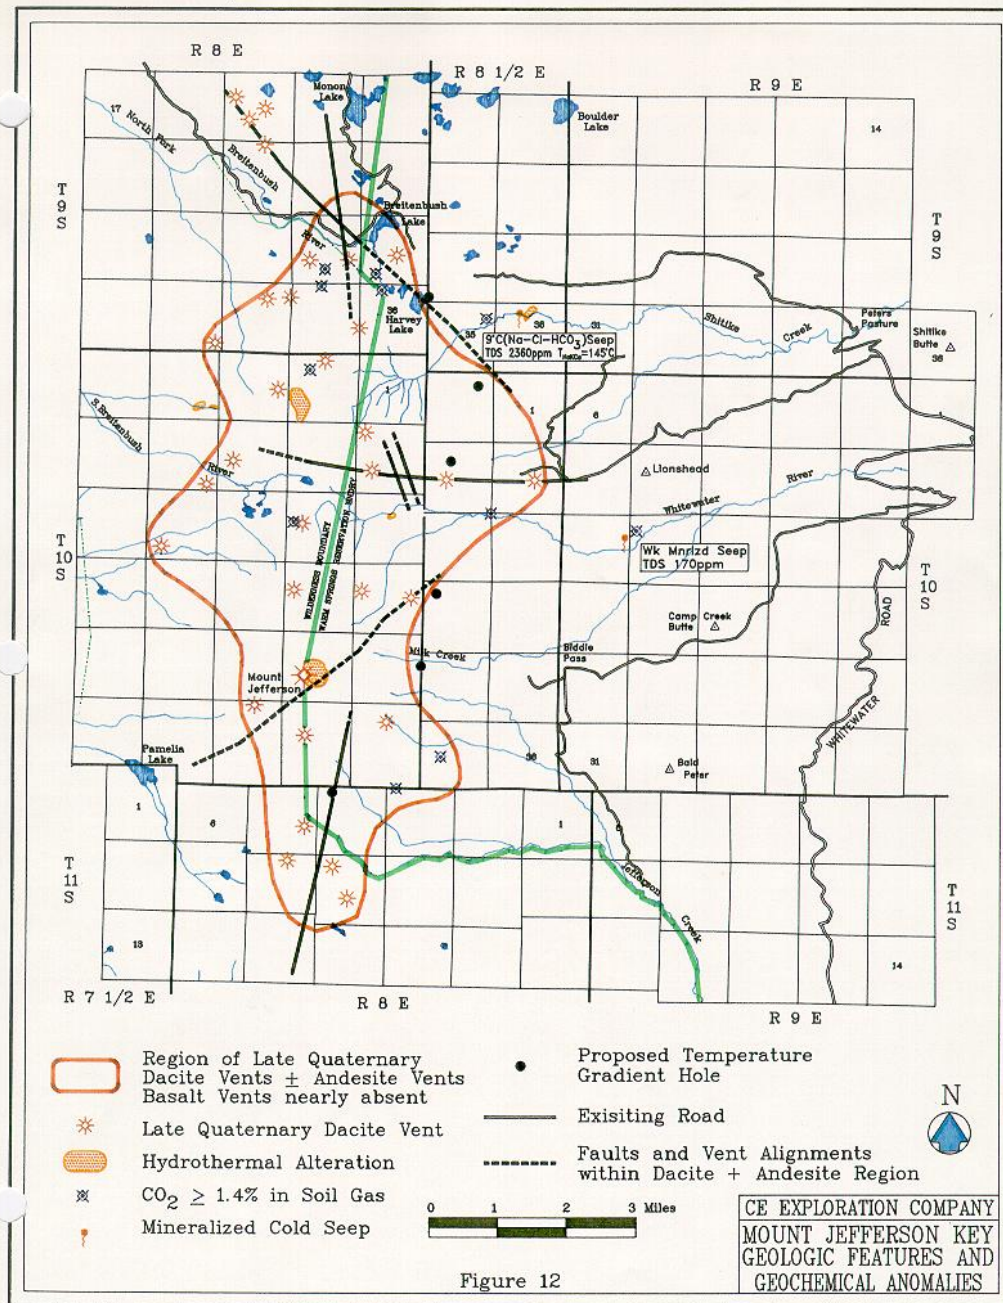 R 8 E
R 8 1/2 E
R 9 E
Monon
Lake
Boulder
Lake
14
17
North Fork
Breitenbush
River
T
9
S
Breitenbush
Lake
T
9
S
36
Harvey
Lake
35
36
31
Shitike
Creek
Peters
Pasture
Shitike
Butte
36
9°C(Na-Cl-HCO3)Seep
TDS 2360ppm TNaKCa=145°C
1
1
6
1
S. Breitenbush
River
Lionshead
Whitewater
River
WARM SPRINGS RESERVATION BOUNDARY
WILDERNESS BOUNDARY
T
10
S
Wk Mnrlzd Seep
TDS 170ppm
T
10
S
Camp Creek
Butte
ROAD
Milk Creek
Biddle
Pass
Mount
Jefferson
WHITEWATER
Pamelia
Lake
36
31
Bald
Peter
1
6
1
6
T
11
S
Jefferson
Creek
T
11
S
13
14
R 7 1/2 E
R 8 E
R 9 E
Region of Late Quaternary
Dacite Vents ± Andesite Vents
Basalt Vents nearly absent
Late Quaternary Dacite Vent
Hydrothermal Alteration
CO2 ≥ 1.4% in Soil Gas
Mineralized Cold Seep
Proposed Temperature
Gradient Hole
Exisiting Road
Faults and Vent Alignments
within Dacite + Andesite Region
0 1 2 3 Miles
N
CE EXPLORATION COMPANY
MOUNT JEFFERSON KEY
GEOLOGIC FEATURES AND
GEOCHEMICAL ANOMALIES
Figure 12